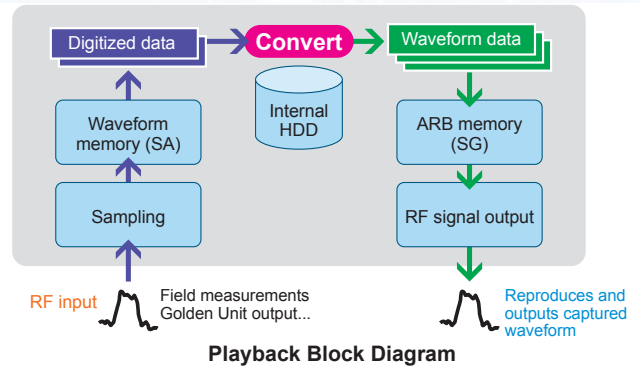 Digitized data
Convert
Waveform data
Internal
HDD
Waveform
memory (SA)
ARB memory
(SG)
Sampling
RF signal output
RF input
Field measurements
Golden Unit output...
Reproduces and
outputs captured
waveform
Playback Block Diagram